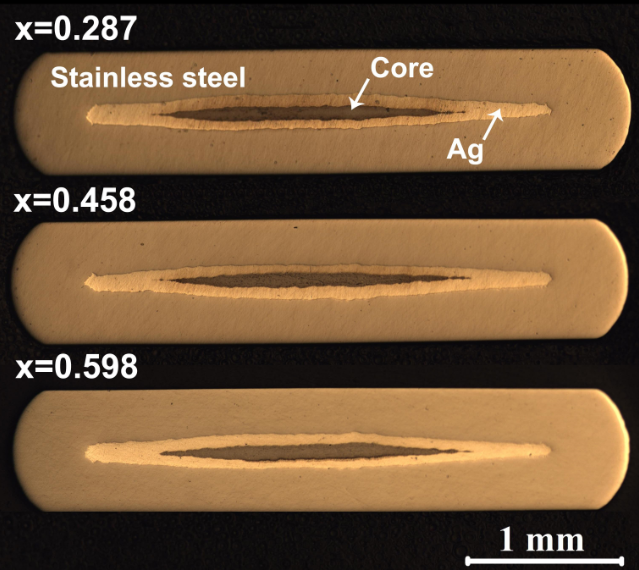 x=0.287
Stainless steel
Core
Ag
x=0.458
x=0.598
1 mm